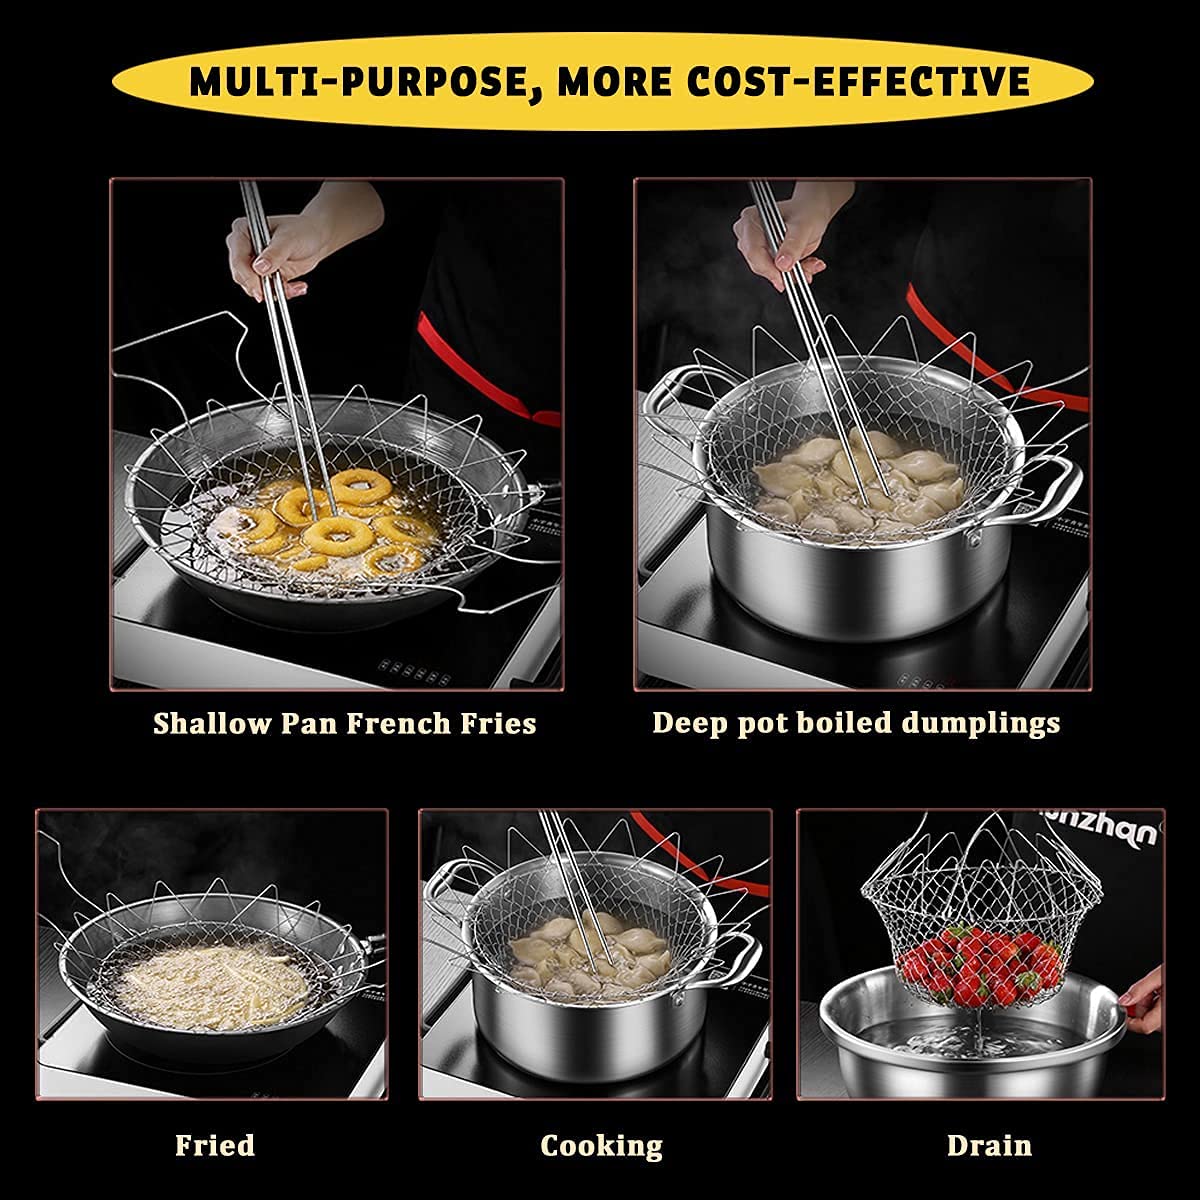 MULTI-PURPOSE, MORE COST-EFFECTIVE
Shallow Pan French Fries
Deep pot boiled dumplings
Fried
Cooking
Drain